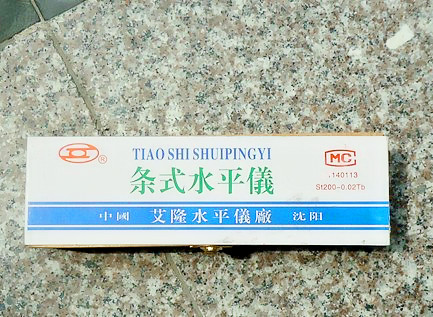 ®
TIAO SHI SHUIPINGYI
条式水平儀
MC
.140113
St200-0.02Tb
中國 艾隆水平儀廠 沈阳